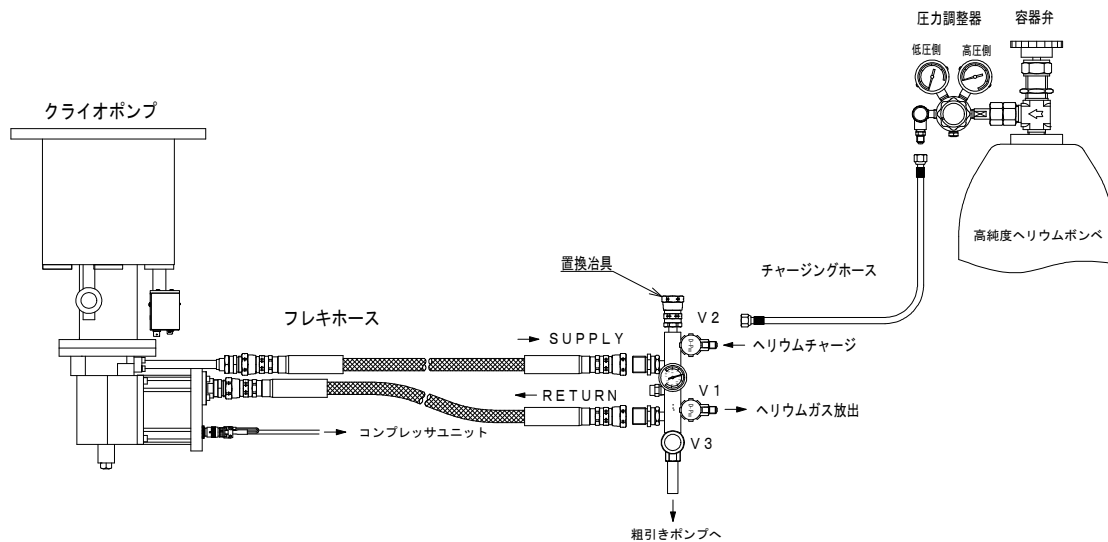 圧力調整器
容器弁
低圧側
高圧側
クライオポンプ
高純度ヘリウムボンベ
置換冶具
チャージングホース
フレキホース
V2
SUPPLY
ヘリウムチャージ
RETURN
V1
ヘリウムガス放出
コンプレッサユニット
V3
粗引きポンプへ